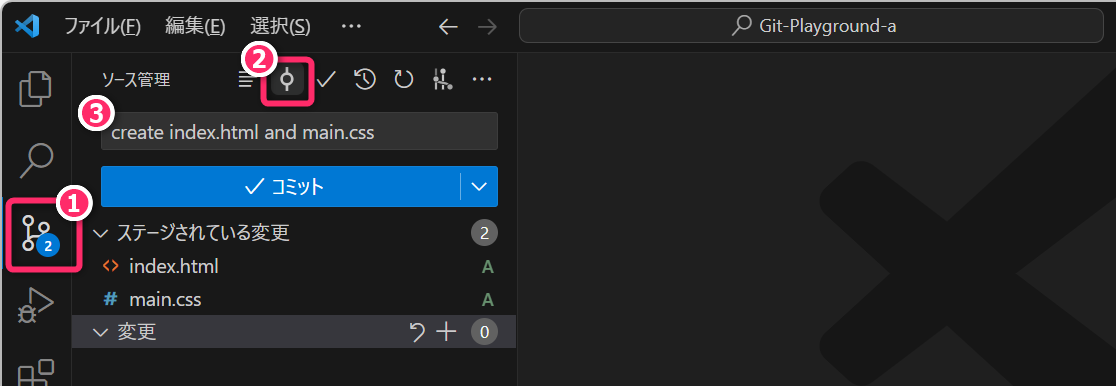 ファイル(F) 編集(E) 選択(S) ···
Git-Playground-a
2
ソース管理
3
create index.html and main.css
コミット
1
2
ステージされている変更 2
index.html A
# main.css A
変更 0